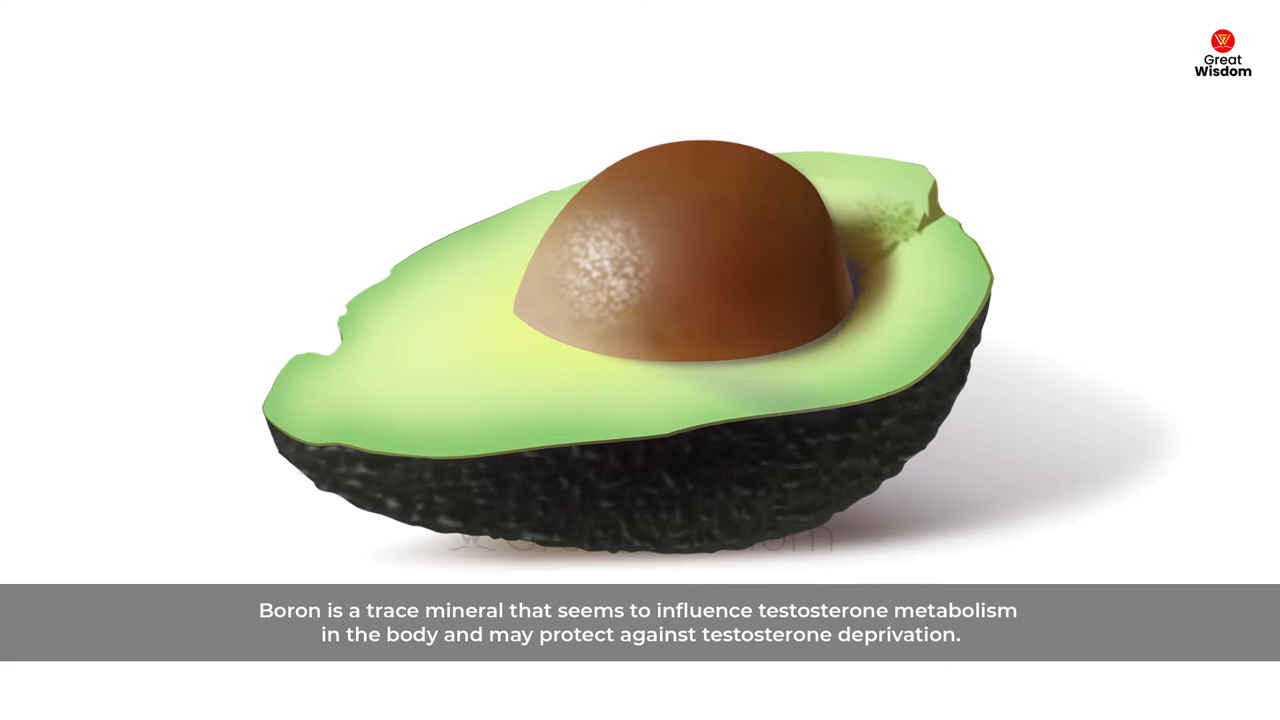 Great
Wisdom
Boron is a trace mineral that seems to influence testosterone metabolism
in the body and may protect against testosterone deprivation.